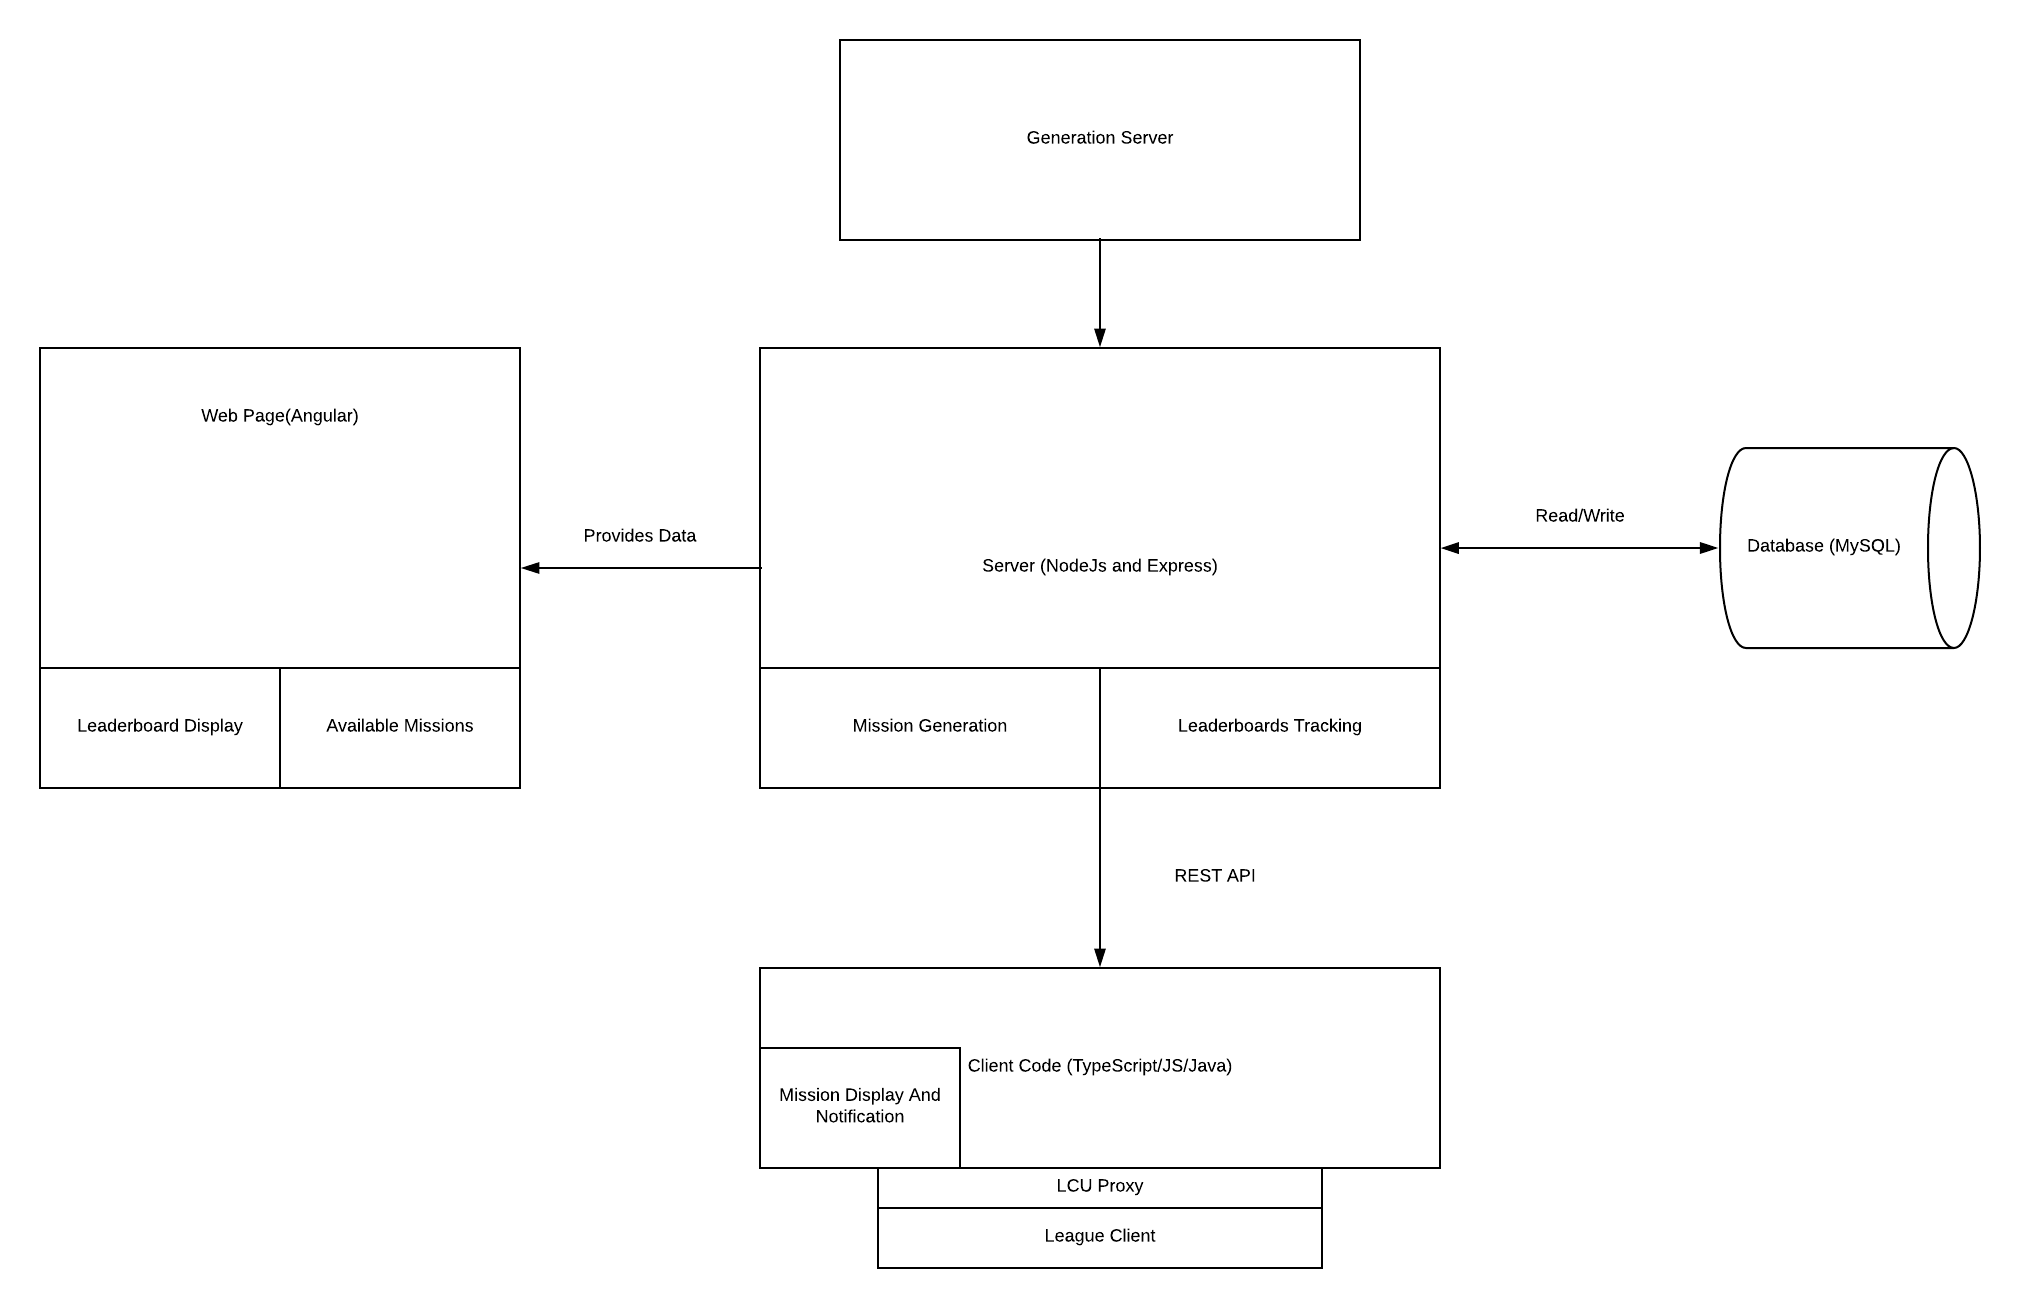 Generation Server
Web Page(Angular)
Provides Data
Server (NodeJs and Express)
Read/Write
Database (MySQL)
Leaderboard Display
Available Missions
Mission Generation
Leaderboards Tracking
REST API
Client Code (TypeScript/JS/Java)
Mission Display And
Notification
LCU Proxy
League Client